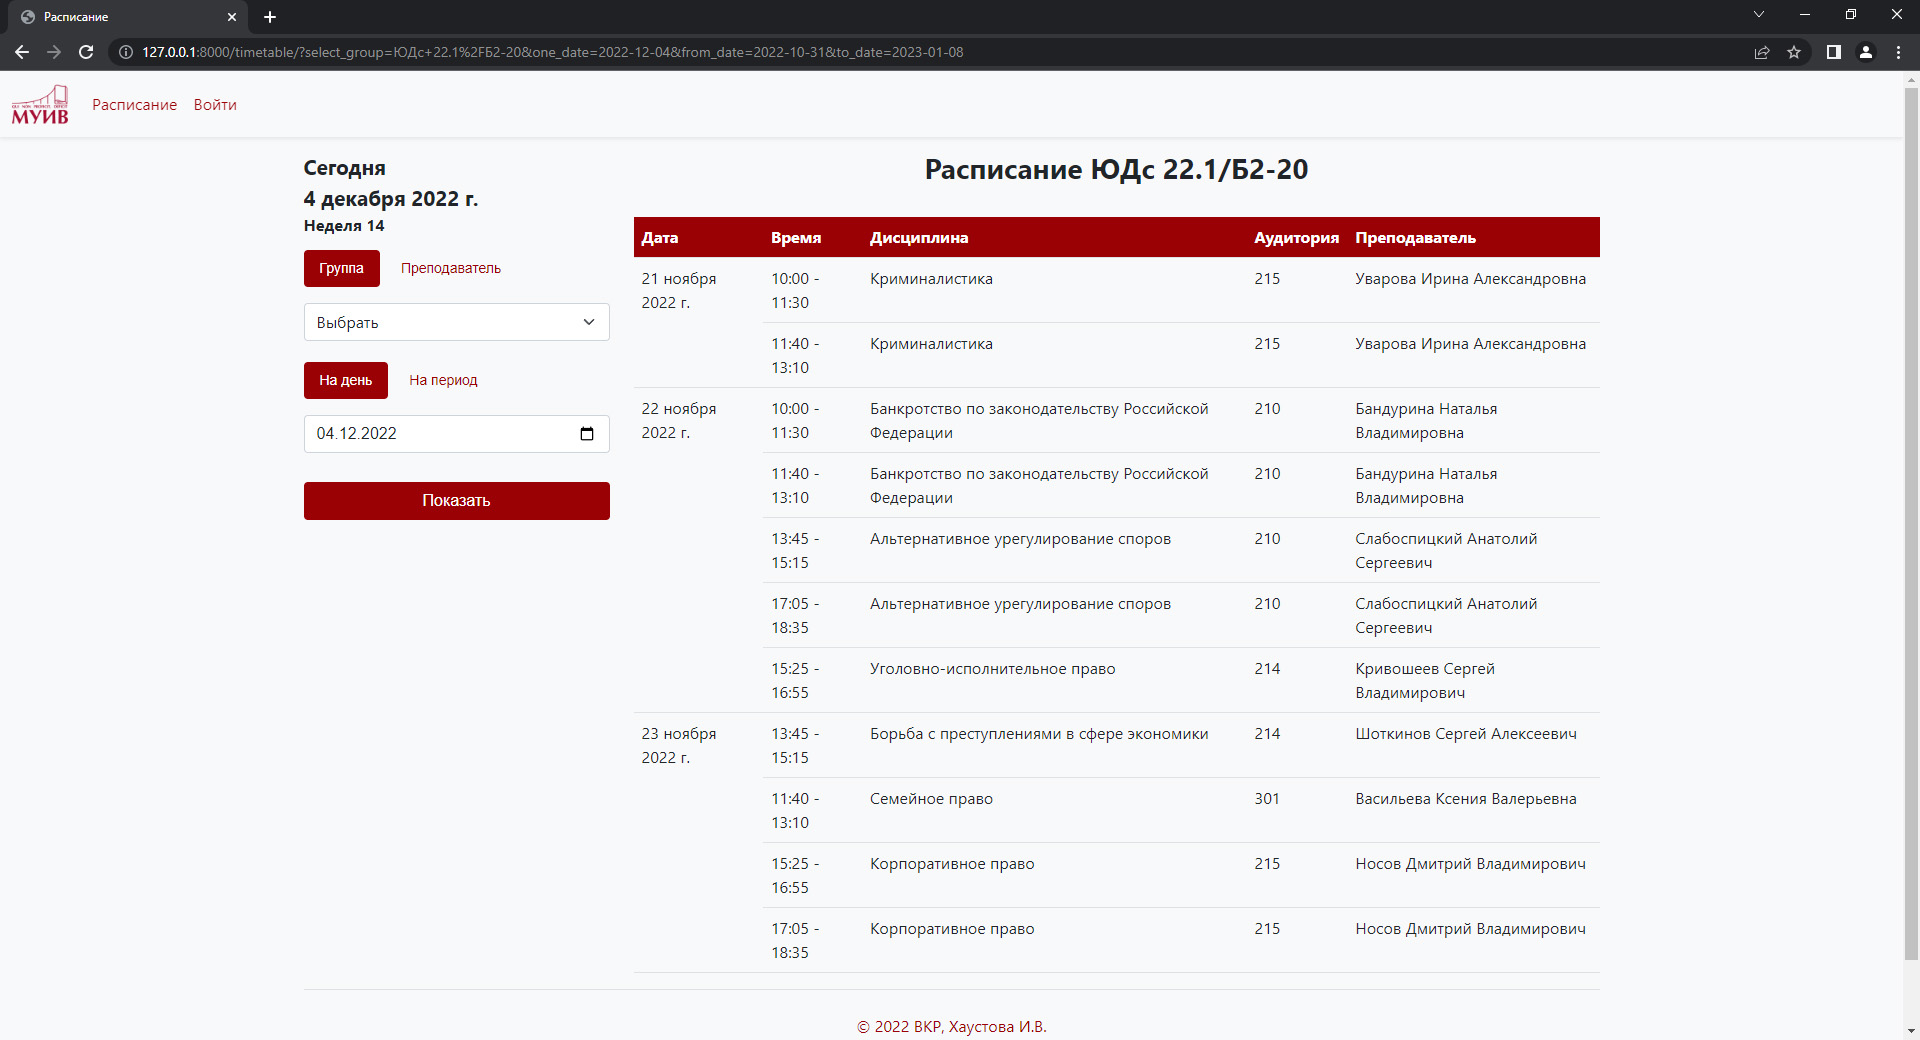 Расписание
127.0.0.1:8000/timetable/?select_group=ЮДс+22.1%2FБ2-20&one_date=2022-12-04&from_date=2022-10-31&to_date=2023-01-08
МУИВ
Расписание Войти
Сегодня
4 декабря 2022 г.
Неделя 14
Группа Преподаватель
Выбрать
На день На период
04.12.2022
Показать
Расписание ЮДс 22.1/Б2-20
Дата Время Дисциплина Аудитория Преподаватель
21 ноября 10:00 - Криминалистика 215 Уварова Ирина Александровна
2022 г. 11:30
11:40 - Криминалистика 215 Уварова Ирина Александровна
13:10
22 ноября 10:00 - Банкротство по законодательству Российской 210 Бандурина Наталья
2022 г. 11:30 Федерации Владимировна
11:40 - Банкротство по законодательству Российской 210 Бандурина Наталья
13:10 Федерации Владимировна
13:45 - Альтернативное урегулирование споров 210 Слабоспицкий Анатолий
15:15 Сергеевич
17:05 - Альтернативное урегулирование споров 210 Слабоспицкий Анатолий
18:35 Сергеевич
15:25 - Уголовно-исполнительное право 214 Кривошеев Сергей
16:55 Владимирович
23 ноября 13:45 - Борьба с преступлениями в сфере экономики 214 Шоткинов Сергей Алексеевич
2022 г. 15:15
11:40 - Семейное право 301 Васильева Ксения Валерьевна
13:10
15:25 - Корпоративное право 215 Носов Дмитрий Владимирович
16:55
17:05 - Корпоративное право 215 Носов Дмитрий Владимирович
18:35
© 2022 ВКР, Хаустова И.В.